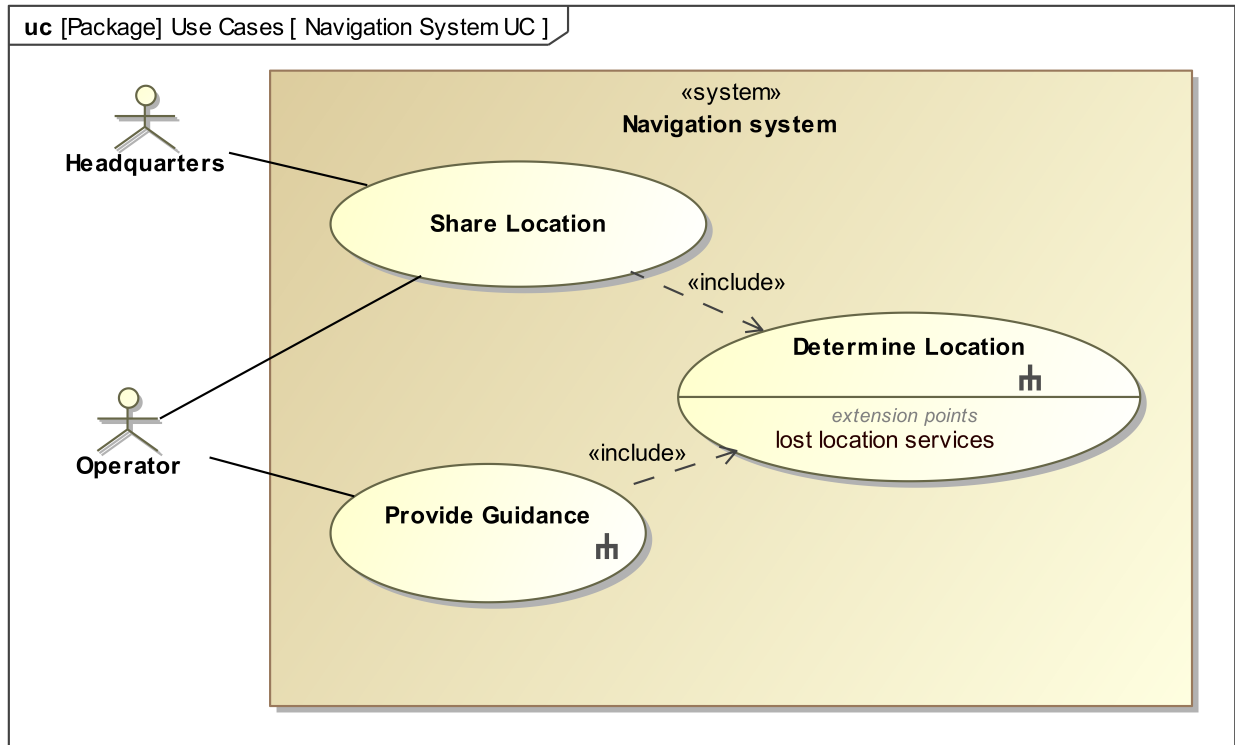 uc [Package] Use Cases [ Navigation System UC ]
«system»
Navigation system
Headquarters
Share Location
«include»
Determine Location
extension points
lost location services
Operator
«include»
Provide Guidance